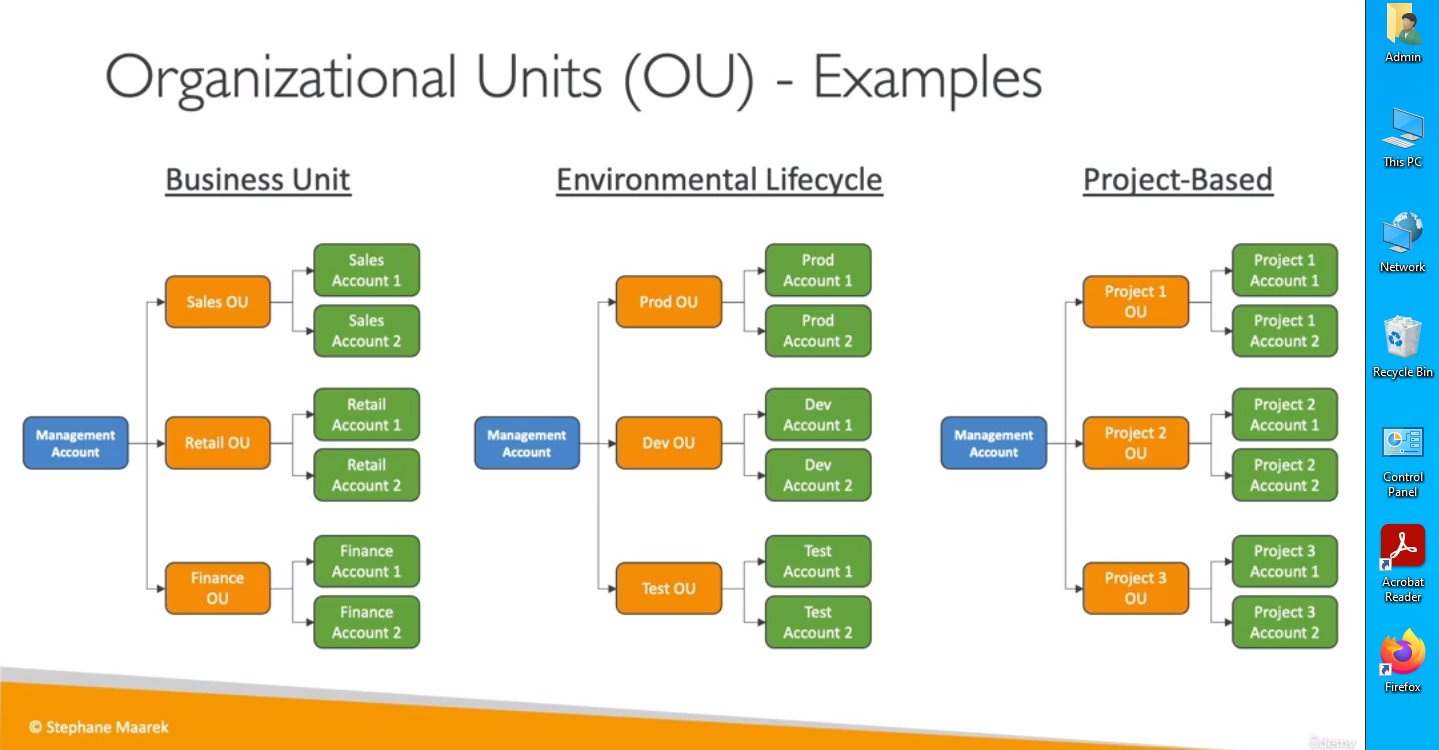 Organizational Units (OU) - Examples
Business Unit
Sales OU
Sales
Account 1
Sales
Account 2
Management
Account
Retail OU
Retail
Account 1
Retail
Account 2
Finance
OU
Finance
Account 1
Finance
Account 2
Environmental Lifecycle
Prod OU
Prod
Account 1
Prod
Account 2
Management
Account
Dev OU
Dev
Account 1
Dev
Account 2
Test OU
Test
Account 1
Test
Account 2
Project-Based
Project 1
OU
Project 1
Account 1
Project 1
Account 2
Management
Account
Project 2
OU
Project 2
Account 1
Project 2
Account 2
Project 3
OU
Project 3
Account 1
Project 3
Account 2
© Stephane Maarek
ûdemy
Admin
This PC
Network
Recycle Bin
Control
Panel
Acrobat
Reader
Firefox